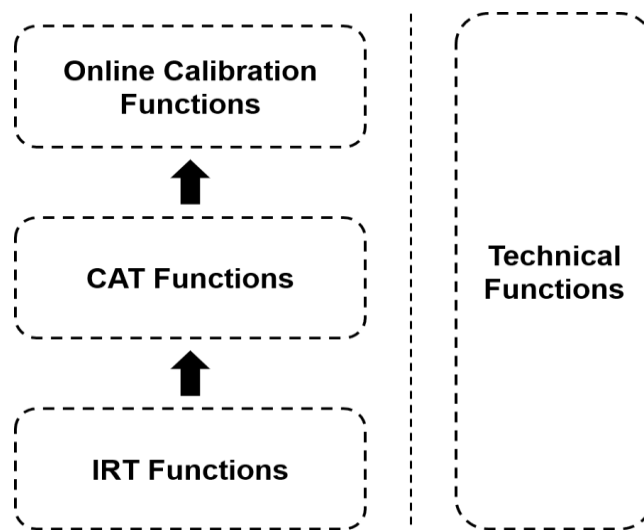 Online Calibration
Functions
CAT Functions
IRT Functions
Technical
Functions